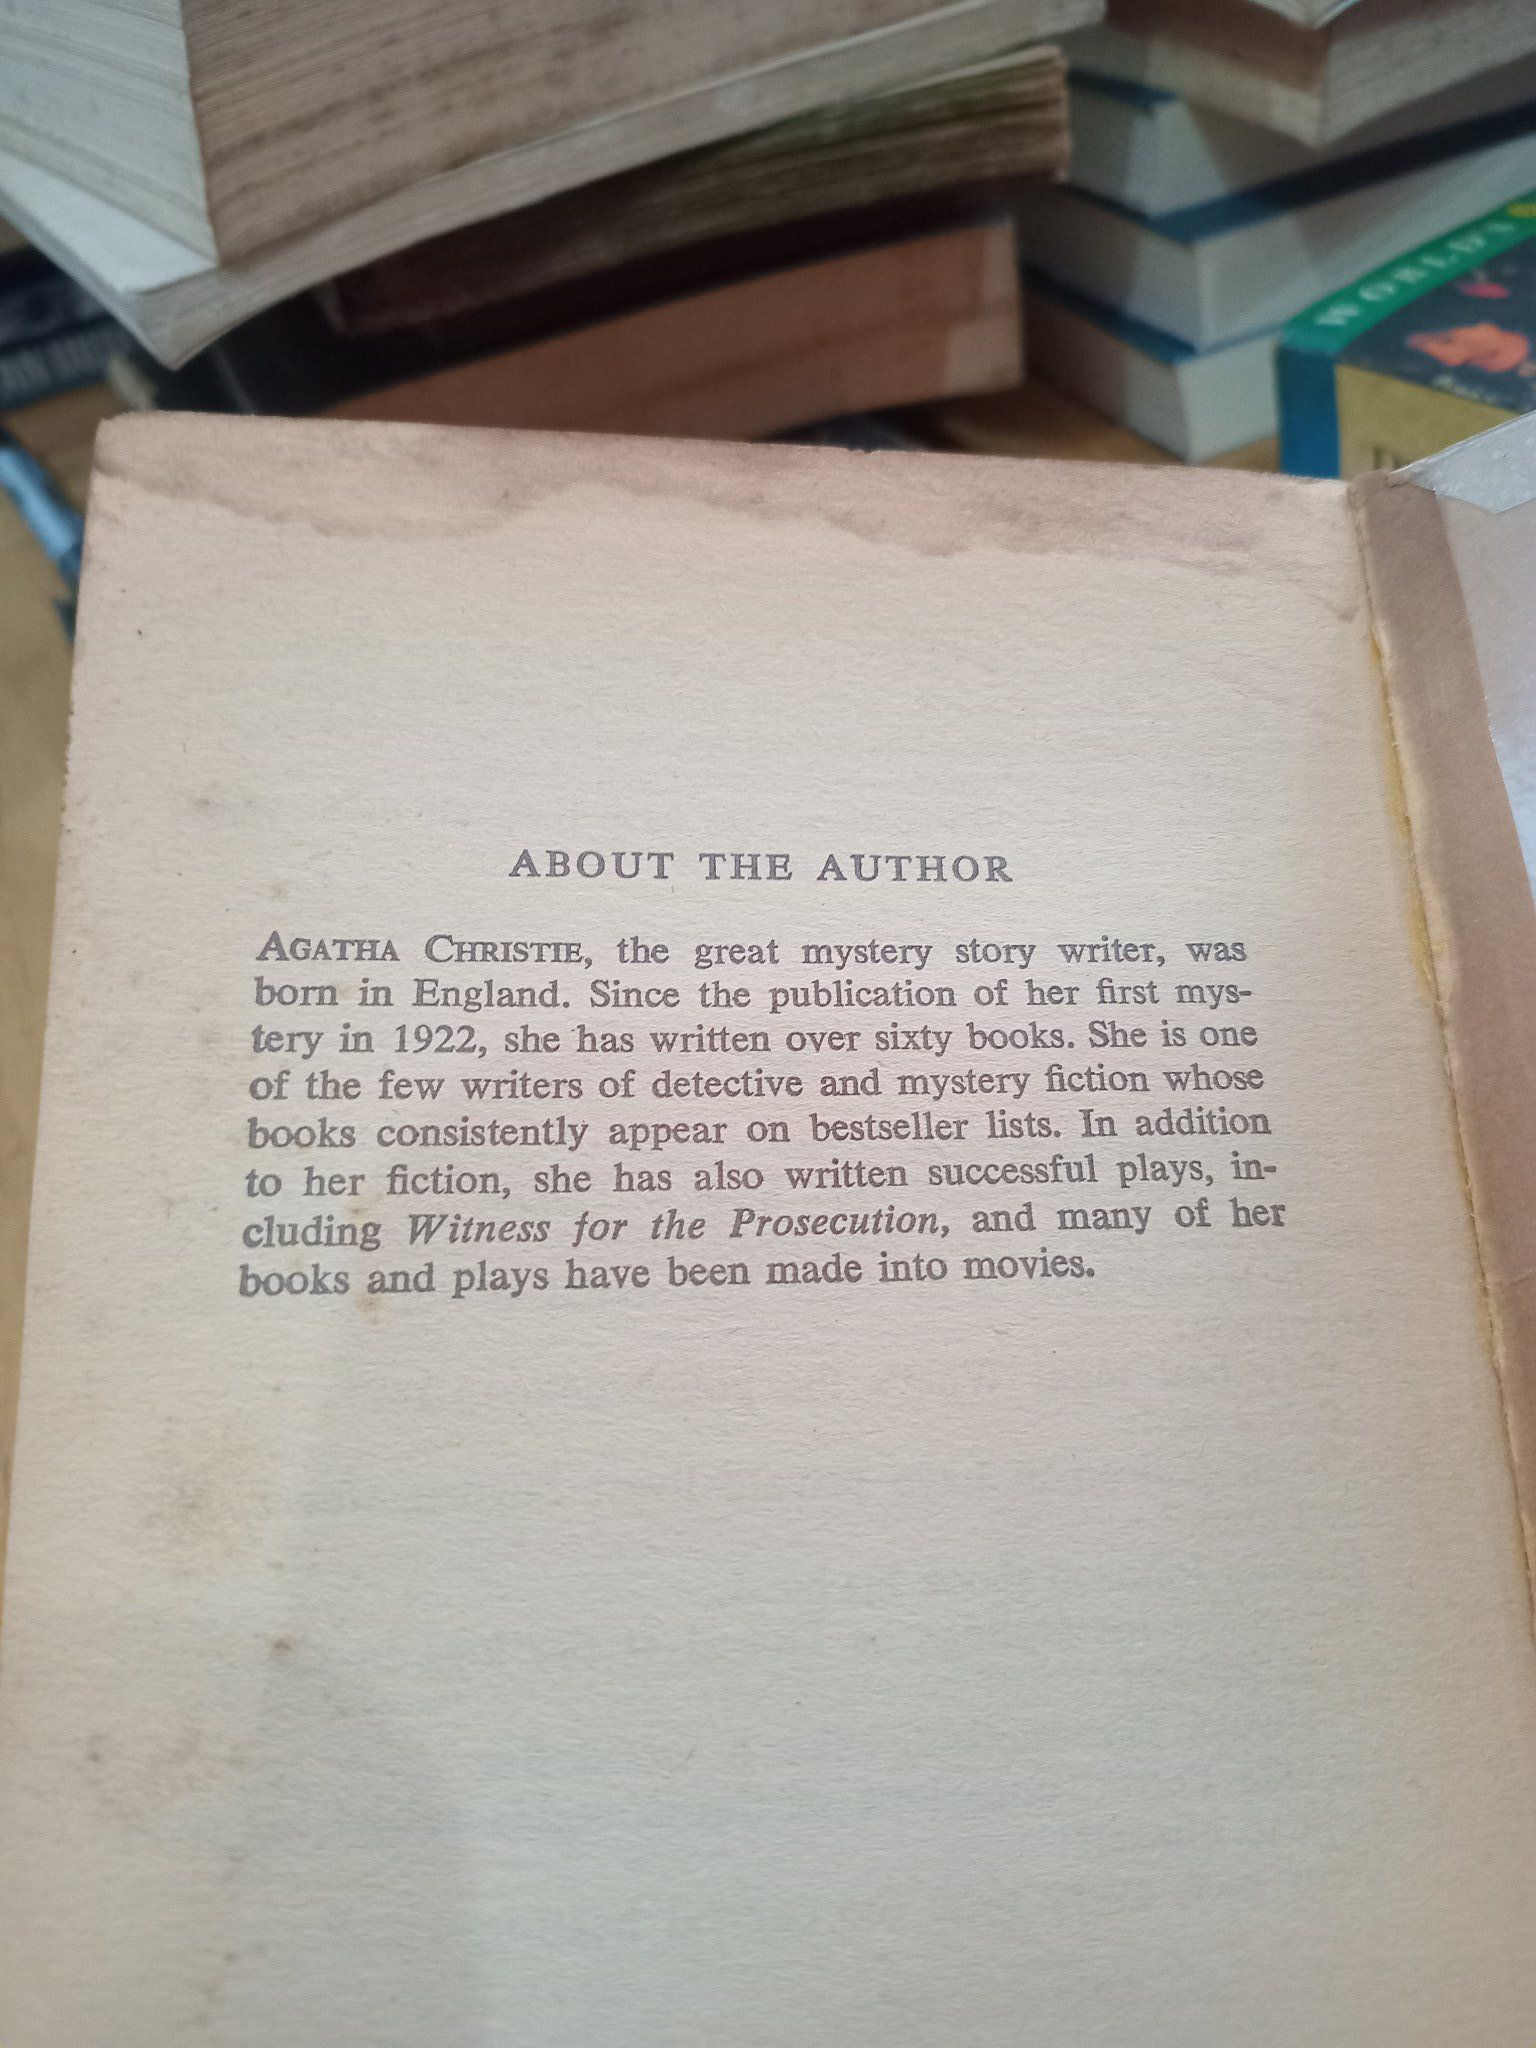 WORLD'S
ABOUT THE AUTHOR
AGATHA CHRISTIE, the great mystery story writer, was
born in England. Since the publication of her first mys-
tery in 1922, she has written over sixty books. She is one
of the few writers of detective and mystery fiction whose
books consistently appear on bestseller lists. In addition
to her fiction, she has also written successful plays, in-
cluding Witness for the Prosecution, and many of her
books and plays have been made into movies.